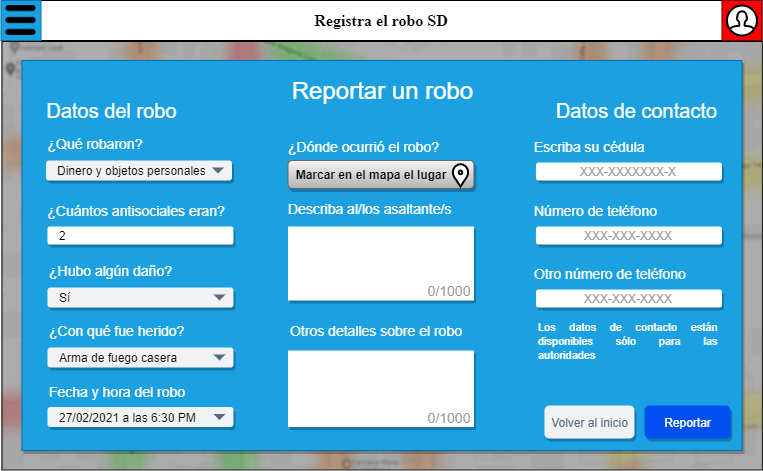 Registra el robo SD
Reportar un robo
Datos del robo
¿Qué robaron?
Dinero y objetos personales
¿Cuántos antisociales eran?
2
¿Hubo algún daño?
Sí
¿Con qué fue herido?
Arma de fuego casera
Fecha y hora del robo
27/02/2021 a las 6:30 PM
¿Dónde ocurrió el robo?
Marcar en el mapa el lugar
Describa al/los asaltante/s
0/1000
Otros detalles sobre el robo
0/1000
Datos de contacto
Escriba su cédula
XXX-XXXXXXX-X
Número de teléfono
XXX-XXX-XXXX
Otro número de teléfono
XXX-XXX-XXXX
Los datos de contacto están
disponibles sólo para las
autoridades
Volver al inicio
Reportar